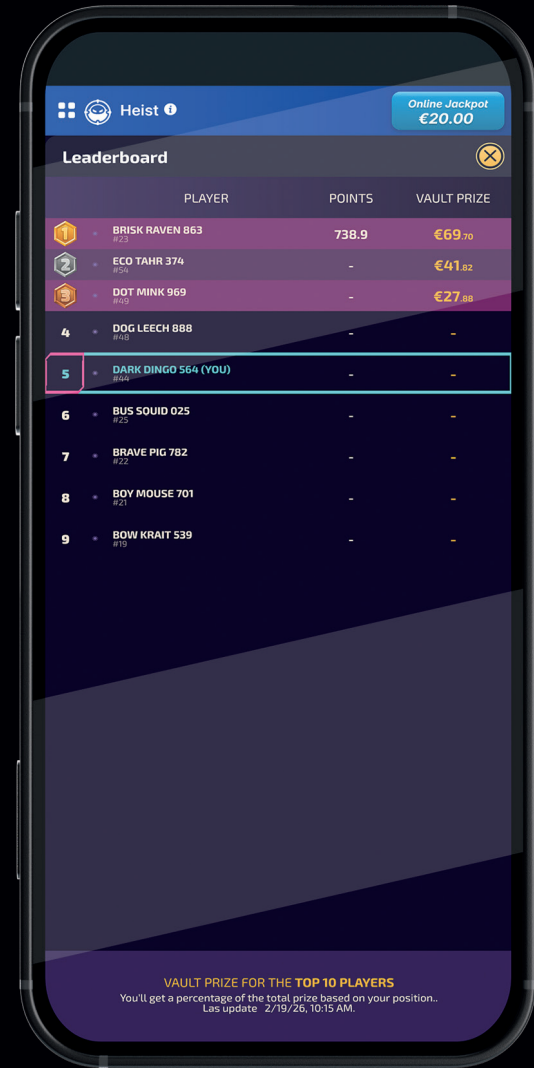 Heist i
Online Jackpot
€20.00
Leaderboard
PLAYER POINTS VAULT PRIZE
1 BRISK RAVEN 863 738.9 €69.70
#23
2 ECO TAHR 374 - €41.82
#54
3 DOT MINK 969 - €27.88
#49
4 DOG LEECH 888 - -
#48
5 DARK DINGO 564 (YOU) - -
#44
6 BUS SQUID 025 - -
#25
7 BRAVE PIG 782 - -
#22
8 BOY MOUSE 701 - -
#21
9 BOW KRAIT 539 - -
#19
VAULT PRIZE FOR THE TOP 10 PLAYERS
You'll get a percentage of the total prize based on your position..
Las update 2/19/26, 10:15 AM.